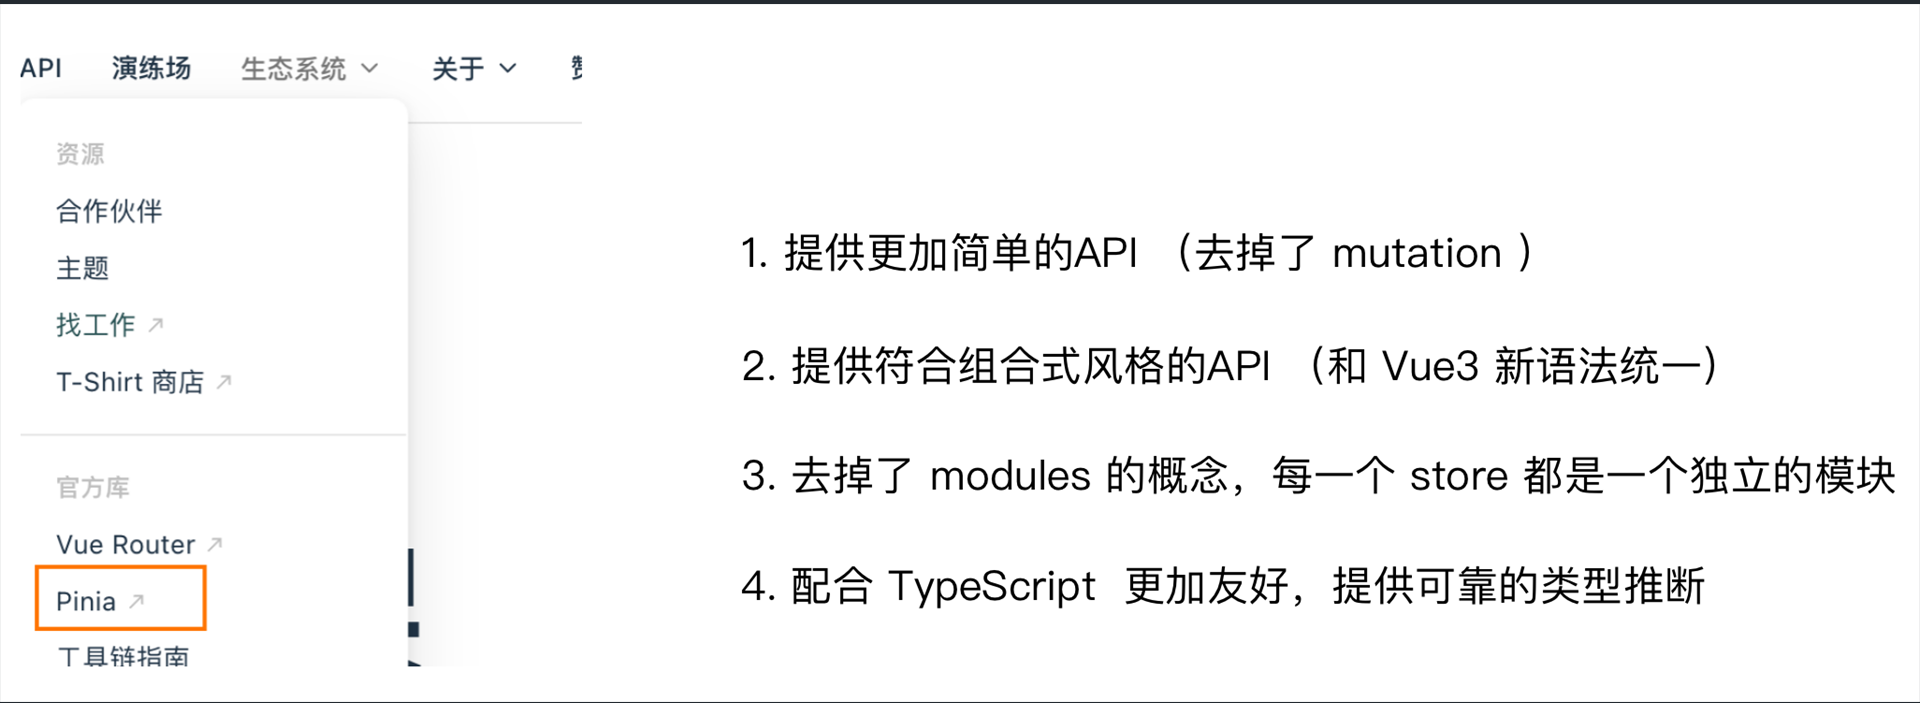 API 演练场 生态系统 关于
资源
合作伙伴
主题
找工作
T-Shirt 商店
官方库
Vue Router
Pinia
工具链指南
1. 提供更加简单的API （去掉了 mutation ）
2. 提供符合组合式风格的API （和 Vue3 新语法统一）
3. 去掉了 modules 的概念，每一个 store 都是一个独立的模块
4. 配合 TypeScript 更加友好，提供可靠的类型推断